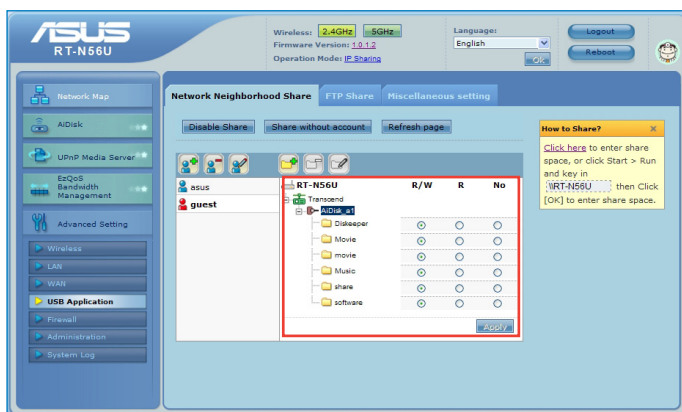 ASUS
RT-N56U
Wireless: 2.4GHz 5GHz
Firmware Version: 1.0.1.2
Operation Mode: IP Sharing
Language:
English
Ok
Logout
Reboot
Network Map
AiDisk
UPnP Media Server
EzQoS
Bandwidth
Management
Advanced Setting
Wireless
LAN
WAN
USB Application
Firewall
Administration
System Log
Network Neighborhood Share FTP Share Miscellaneous setting
Disable Share Share without account Refresh page
asus
guest
RT-N56U R/W R No
Transcend
AiDisk_a1
Diskeeper
Movie
movie
Music
share
software
Apply
How to Share? X
Click here to enter share
space, or click Start > Run
and key in
\\RT-N56U then Click
[OK] to enter share space.